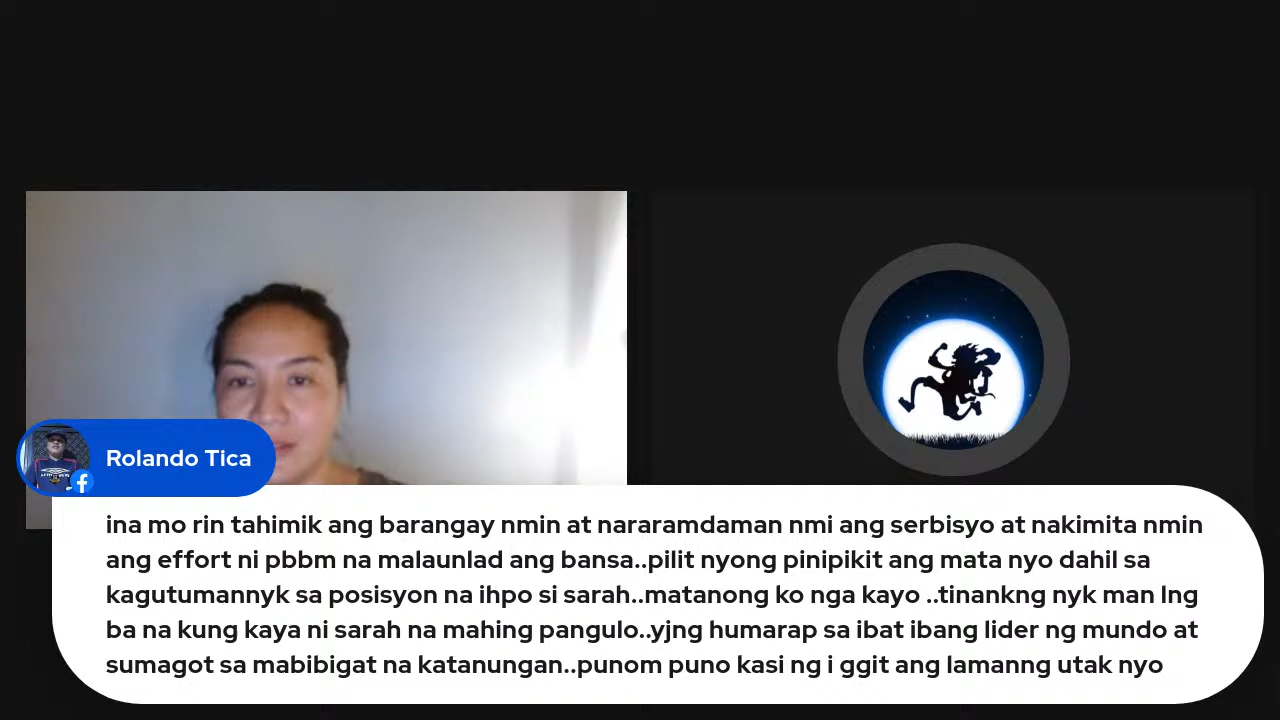 Rolando Tica
ina mo rin tahimik ang barangay nmin at nararamdaman nmi ang serbisyo at nakimita nmin
ang effort ni pbbm na malaunlad ang bansa..pilit nyong pinipikit ang mata nyo dahil sa
kagutumannyk sa posisyon na ihpo si sarah..matanong ko nga kayo ..tinankng nyk man lng
ba na kung kaya ni sarah na mahing pangulo..yjng humarap sa ibat ibang lider ng mundo at
sumagot sa mabibigat na katanungan..punom puno kasi ng i ggit ang lamanng utak nyo